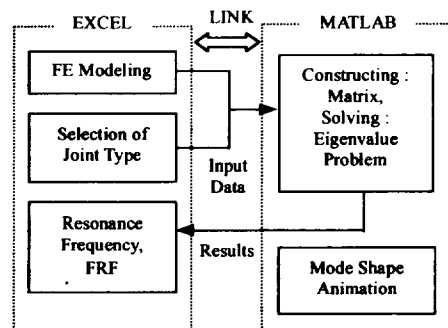 EXCEL
LINK
MATLAB
FE Modeling
Selection of
Joint Type
Input
Data
Constructing :
Matrix,
Solving :
Eigenvalue
Problem
Resonance
Frequency,
FRF
Results
Mode Shape
Animation